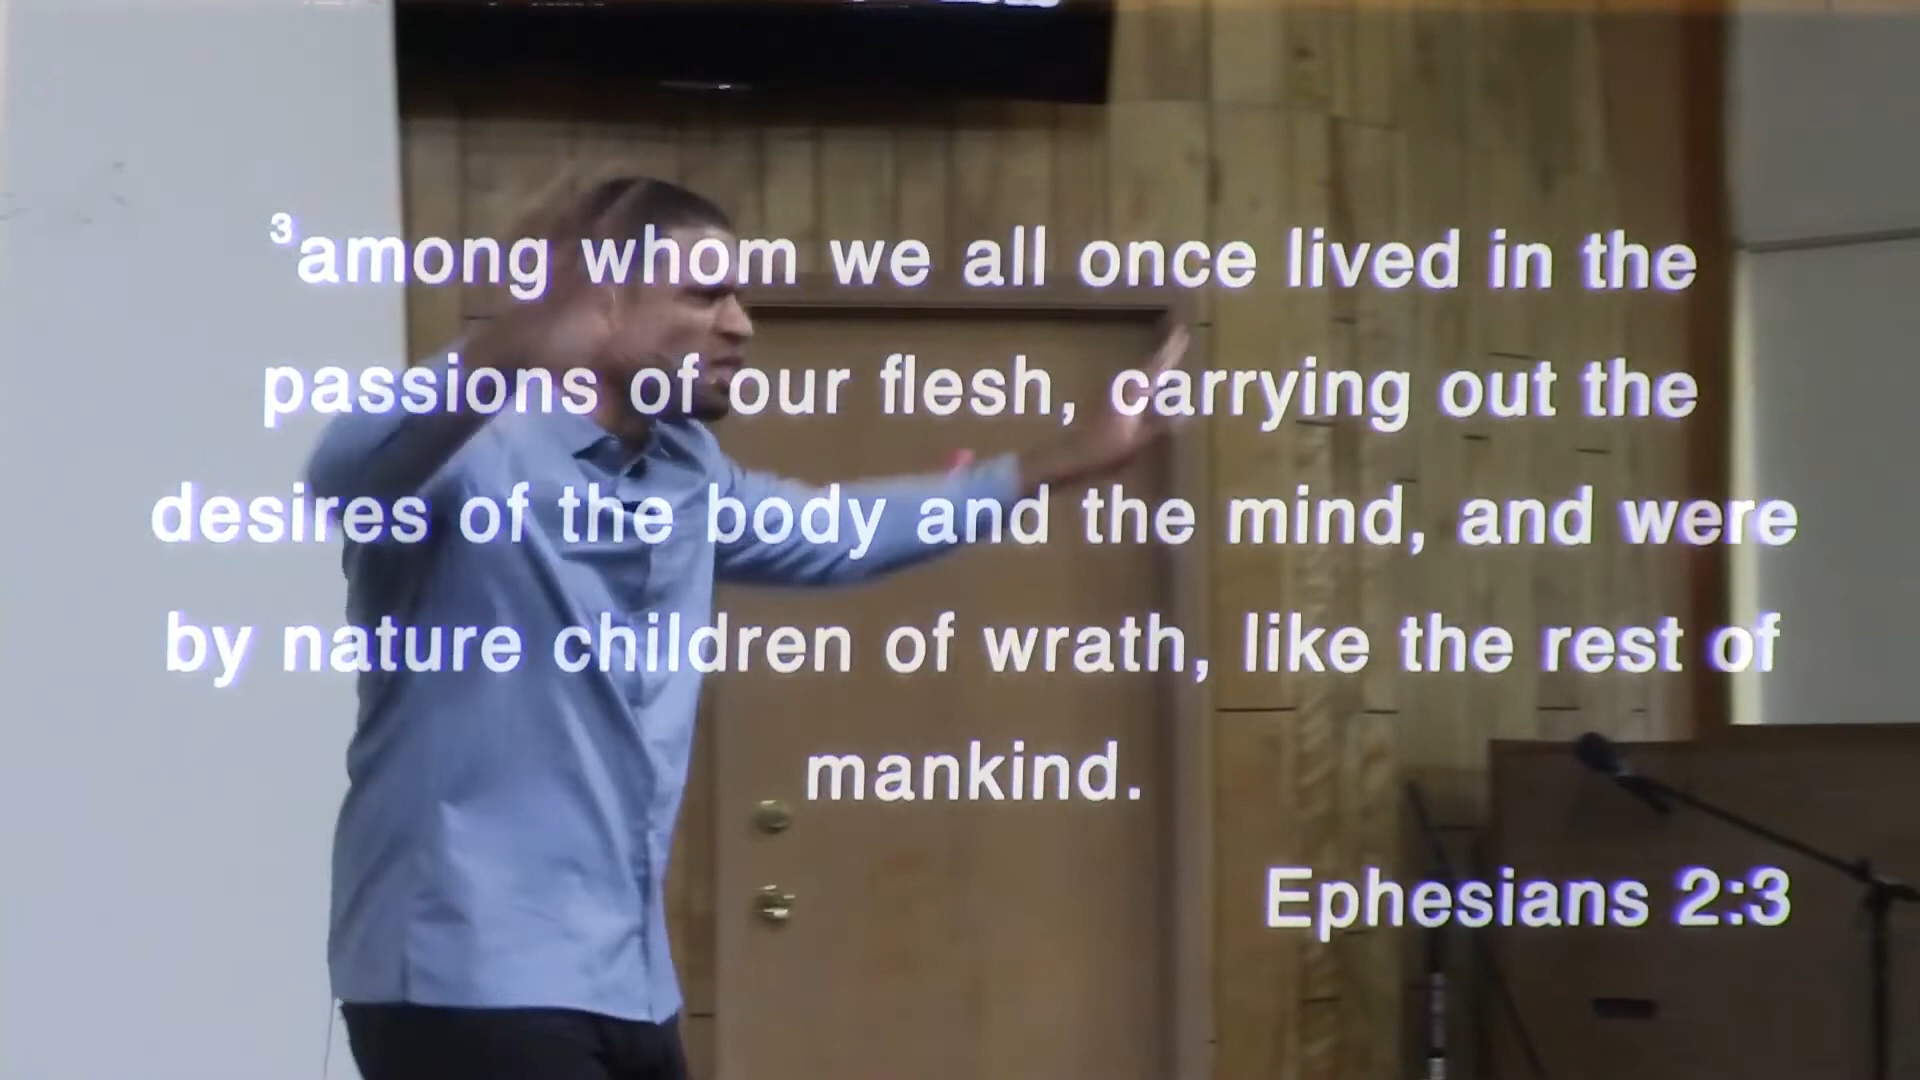 ³among whom we all once lived in the
passions of our flesh, carrying out the
desires of the body and the mind, and were
by nature children of wrath, like the rest of
mankind.
Ephesians 2:3